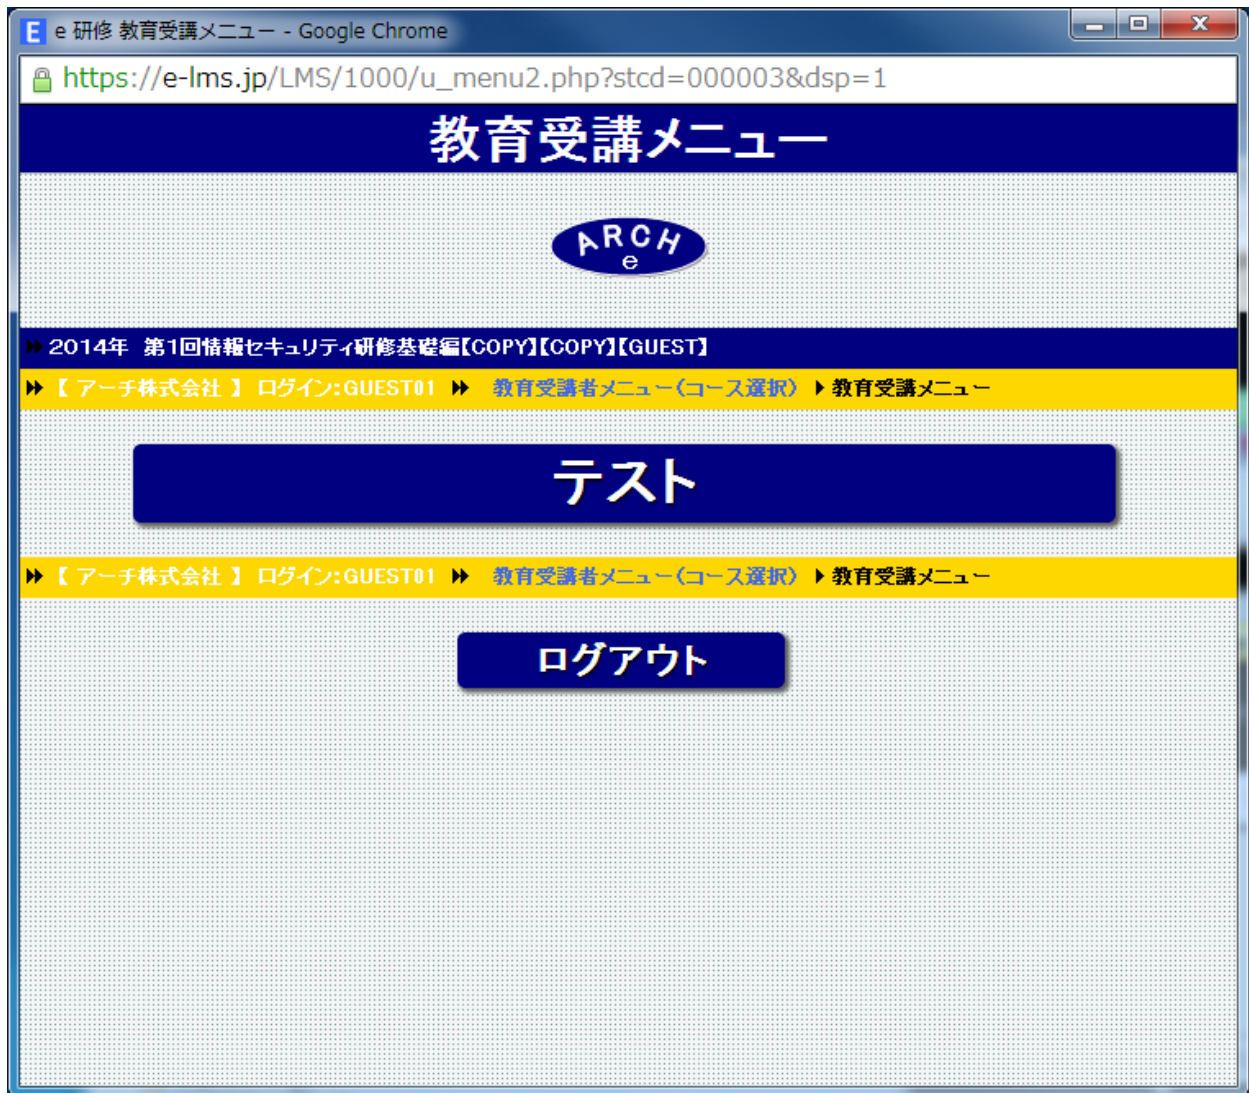 e 研修 教育受講メニュー - Google Chrome
https://e-lms.jp/LMS/1000/u_menu2.php?stcd=000003&dsp=1
教育受講メニュー
ARCH
e
2014年 第1回情報セキュリティ研修基礎編【COPY】【COPY】【GUEST】
【 アーチ株式会社 】 ログイン:GUEST01 教育受講者メニュー(コース選択) 教育受講メニュー
テスト
【 アーチ株式会社 】 ログイン:GUEST01 教育受講者メニュー(コース選択) 教育受講メニュー
ログアウト